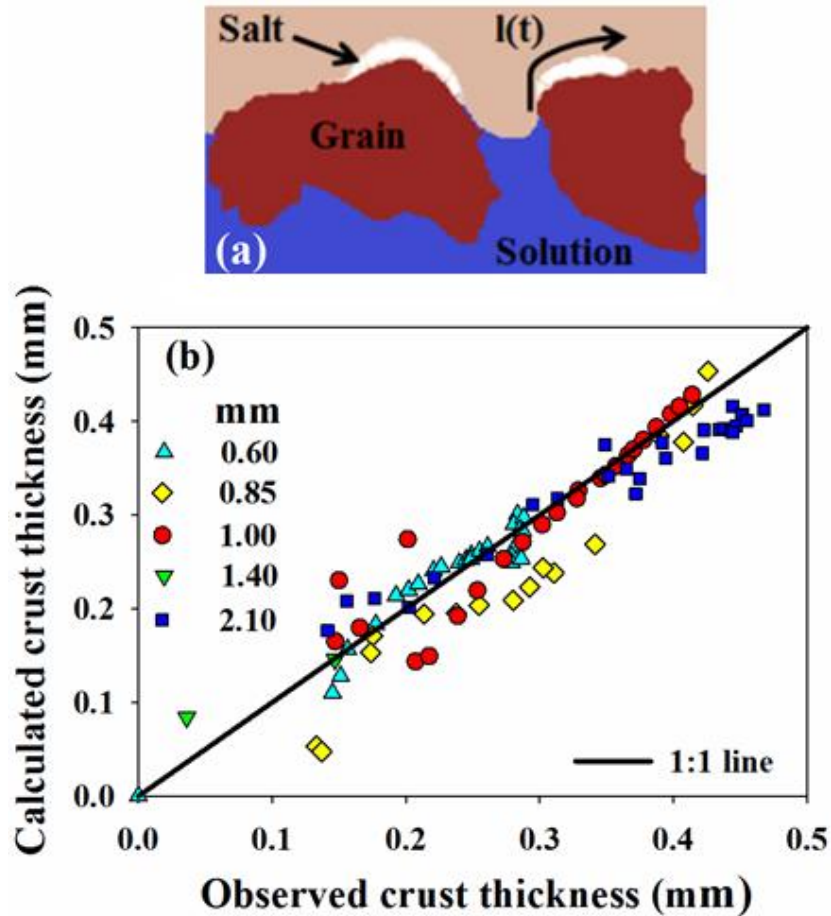 Salt
l(t)
Grain
Solution
(a)
Calculated crust thickness (mm)
0.5
0.4
0.3
0.2
0.1
0.0
(b)
mm
0.60
0.85
1.00
1.40
2.10
1:1 line
0.0 0.1 0.2 0.3 0.4 0.5
Observed crust thickness (mm)